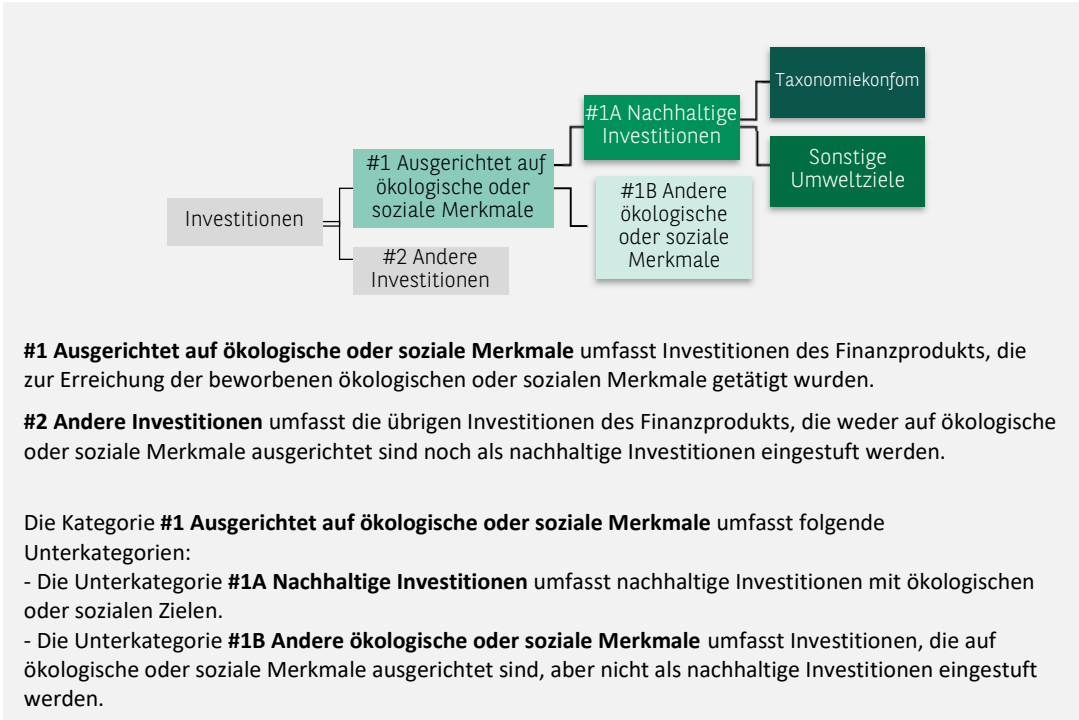 Taxonomiekonfom
#1A Nachhaltige
Investitionen
Sonstige
Umweltziele
#1 Ausgerichtet auf
ökologische oder
soziale Merkmale
#1B Andere
ökologische
oder soziale
Merkmale
Investitionen
#2 Andere
Investitionen
#1 Ausgerichtet auf ökologische oder soziale Merkmale umfasst Investitionen des Finanzprodukts, die
zur Erreichung der beworbenen ökologischen oder sozialen Merkmale getätigt wurden.
#2 Andere Investitionen umfasst die übrigen Investitionen des Finanzprodukts, die weder auf ökologische
oder soziale Merkmale ausgerichtet sind noch als nachhaltige Investitionen eingestuft werden.
Die Kategorie #1 Ausgerichtet auf ökologische oder soziale Merkmale umfasst folgende
Unterkategorien:
- Die Unterkategorie #1A Nachhaltige Investitionen umfasst nachhaltige Investitionen mit ökologischen
oder sozialen Zielen.
- Die Unterkategorie #1B Andere ökologische oder soziale Merkmale umfasst Investitionen, die auf
ökologische oder soziale Merkmale ausgerichtet sind, aber nicht als nachhaltige Investitionen eingestuft
werden.